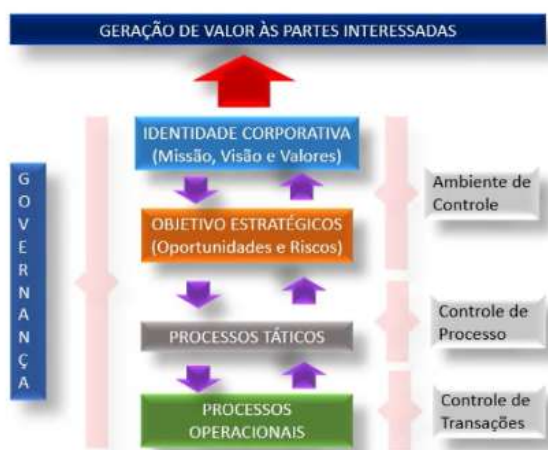 GERAÇÃO DE VALOR ÀS PARTES INTERESSADAS
IDENTIDADE CORPORATIVA
(Missão, Visão e Valores)
OBJETIVO ESTRATÉGICOS
(Oportunidades e Riscos)
PROCESSOS TÁTICOS
PROCESSOS
OPERACIONAIS
G
O
V
E
R
N
A
N
Ç
A
Ambiente de
Controle
Controle de
Processo
Controle de
Transações